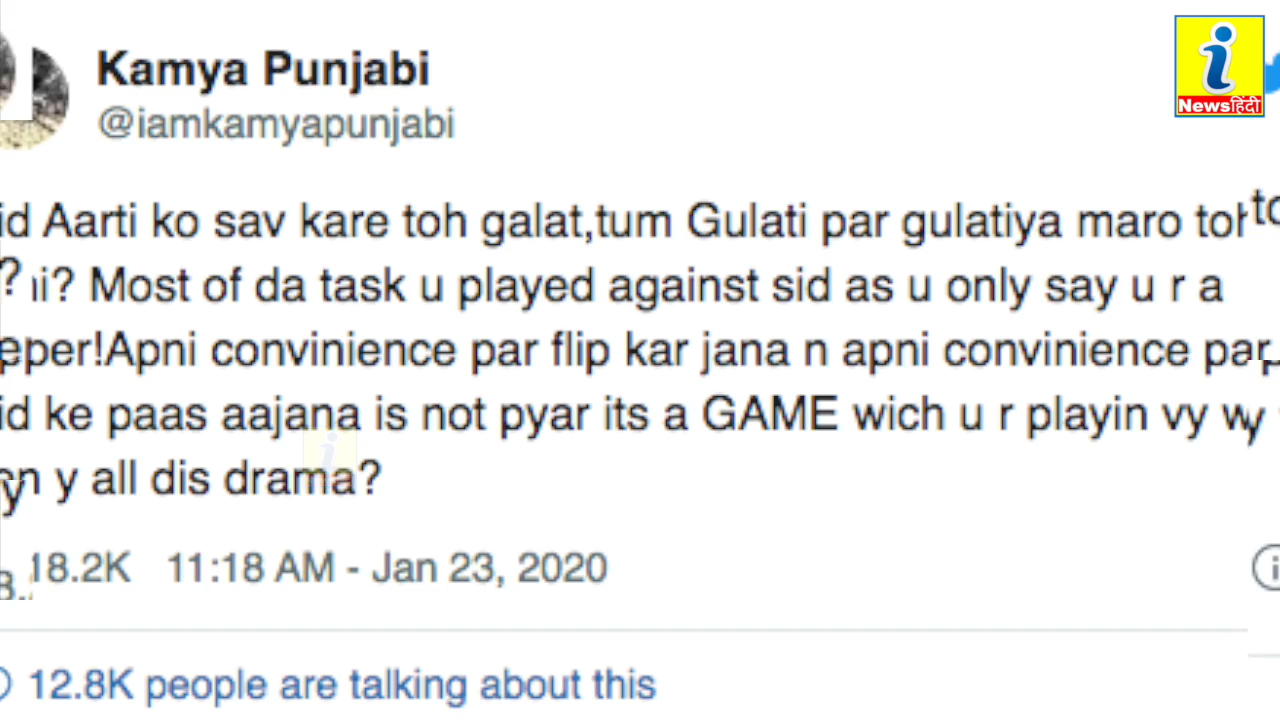 Kamya Punjabi
@iamkamyapunjabi
News हिंदी
id Aarti ko sav kare toh galat,tum Gulati par gulatiya maro toh
? Most of da task u played against sid as u only say u r a
eper!Apni convinience par flip kar jana n apni convinience par
id ke paas aajana is not pyar its a GAME wich u r playin vy
y all dis drama?
18.2K 11:18 AM - Jan 23, 2020
12.8K people are talking about this